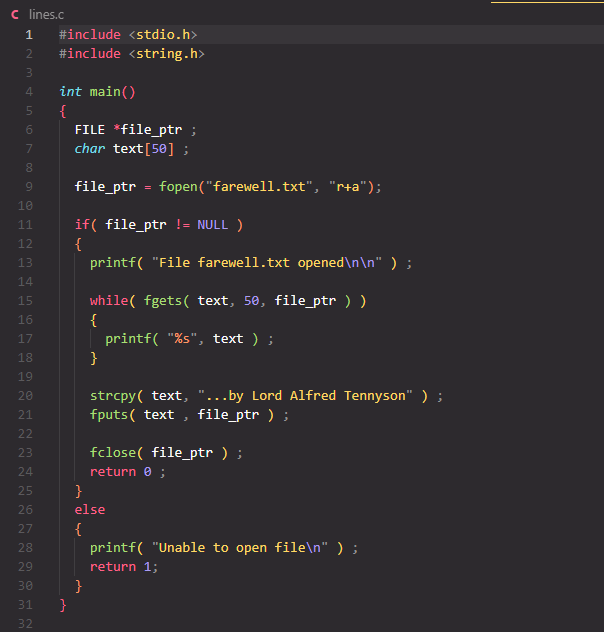 C lines.c
1 #include <stdio.h>
2 #include <string.h>
3
4 int main()
5 {
6   FILE *file_ptr ;
7   char text[50] ;
8
9   file_ptr = fopen("farewell.txt", "r+a");
10
11   if( file_ptr != NULL )
12   {
13     printf( "File farewell.txt opened\n\n" ) ;
14
15     while( fgets( text, 50, file_ptr ) )
16     {
17       printf( "%s", text ) ;
18     }
19
20     strcpy( text, "...by Lord Alfred Tennyson" ) ;
21     fputs( text , file_ptr ) ;
22
23     fclose( file_ptr ) ;
24     return 0 ;
25   }
26   else
27   {
28     printf( "Unable to open file\n" ) ;
29     return 1;
30   }
31 }
32